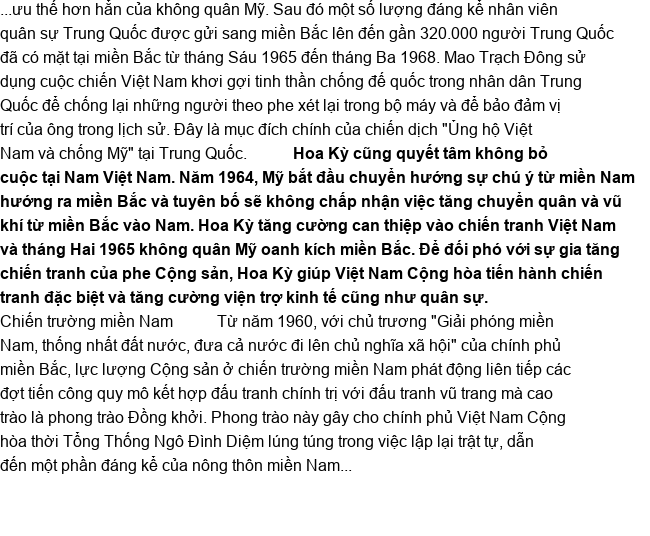 ...ưu thế hơn hẳn của không quân Mỹ. Sau đó một số lượng đáng kể nhân viên
quân sự Trung Quốc được gửi sang miền Bắc lên đến gần 320.000 người Trung Quốc
đã có mặt tại miền Bắc từ tháng Sáu 1965 đến tháng Ba 1968. Mao Trạch Đông sử
dụng cuộc chiến Việt Nam khơi gợi tinh thần chống đế quốc trong nhân dân Trung
Quốc để chống lại những người theo phe xét lại trong bộ máy và để bảo đảm vị
trí của ông trong lịch sử. Đây là mục đích chính của chiến dịch "Ủng hộ Việt
Nam và chống Mỹ" tại Trung Quốc. Hoa Kỳ cũng quyết tâm không bỏ
cuộc tại Nam Việt Nam. Năm 1964, Mỹ bắt đầu chuyển hướng sự chú ý từ miền Nam
hướng ra miền Bắc và tuyên bố sẽ không chấp nhận việc tăng chuyển quân và vũ
khí từ miền Bắc vào Nam. Hoa Kỳ tăng cường can thiệp vào chiến tranh Việt Nam
và tháng Hai 1965 không quân Mỹ oanh kích miền Bắc. Để đối phó với sự gia tăng
chiến tranh của phe Cộng sản, Hoa Kỳ giúp Việt Nam Cộng hòa tiến hành chiến
tranh đặc biệt và tăng cường viện trợ kinh tế cũng như quân sự.
Chiến trường miền Nam Từ năm 1960, với chủ trương "Giải phóng miền
Nam, thống nhất đất nước, đưa cả nước đi lên chủ nghĩa xã hội" của chính phủ
miền Bắc, lực lượng Cộng sản ở chiến trường miền Nam phát động liên tiếp các
đợt tiến công quy mô kết hợp đấu tranh chính trị với đấu tranh vũ trang mà cao
trào là phong trào Đồng khởi. Phong trào này gây cho chính phủ Việt Nam Cộng
hòa thời Tổng Thống Ngô Đình Diệm lúng túng trong việc lập lại trật tự, dẫn
đến một phần đáng kể của nông thôn miền Nam...